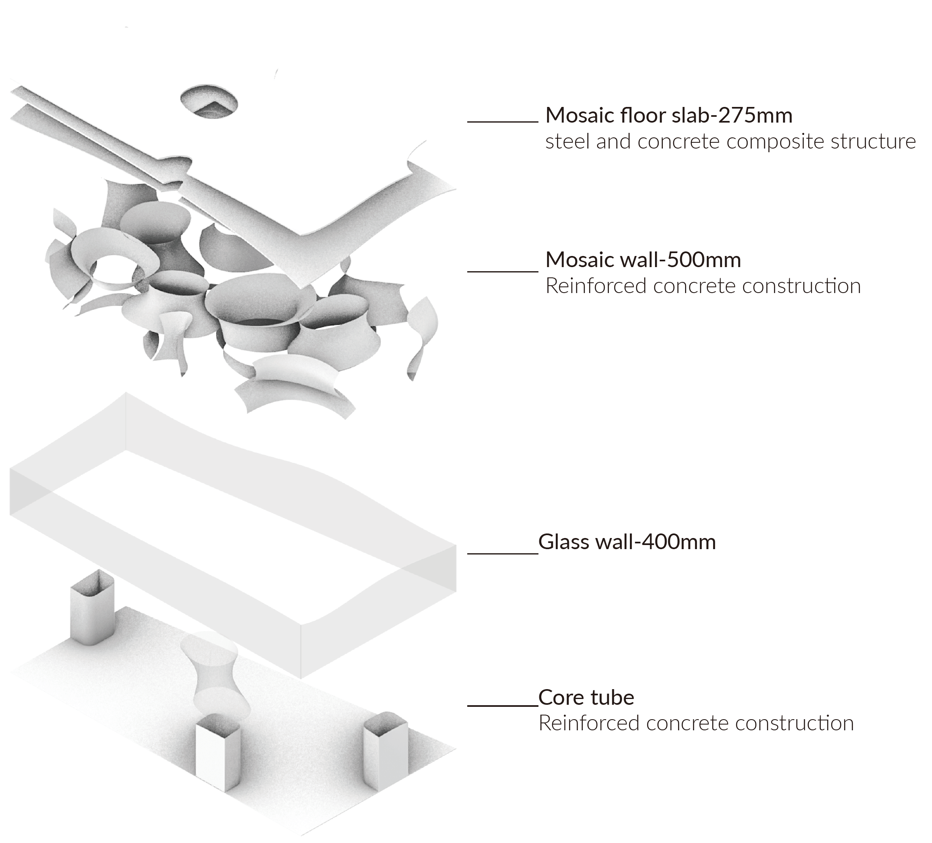 Mosaic floor slab-275mm
steel and concrete composite structure
Mosaic wall-500mm
Reinforced concrete construction
Glass wall-400mm
Core tube
Reinforced concrete construction